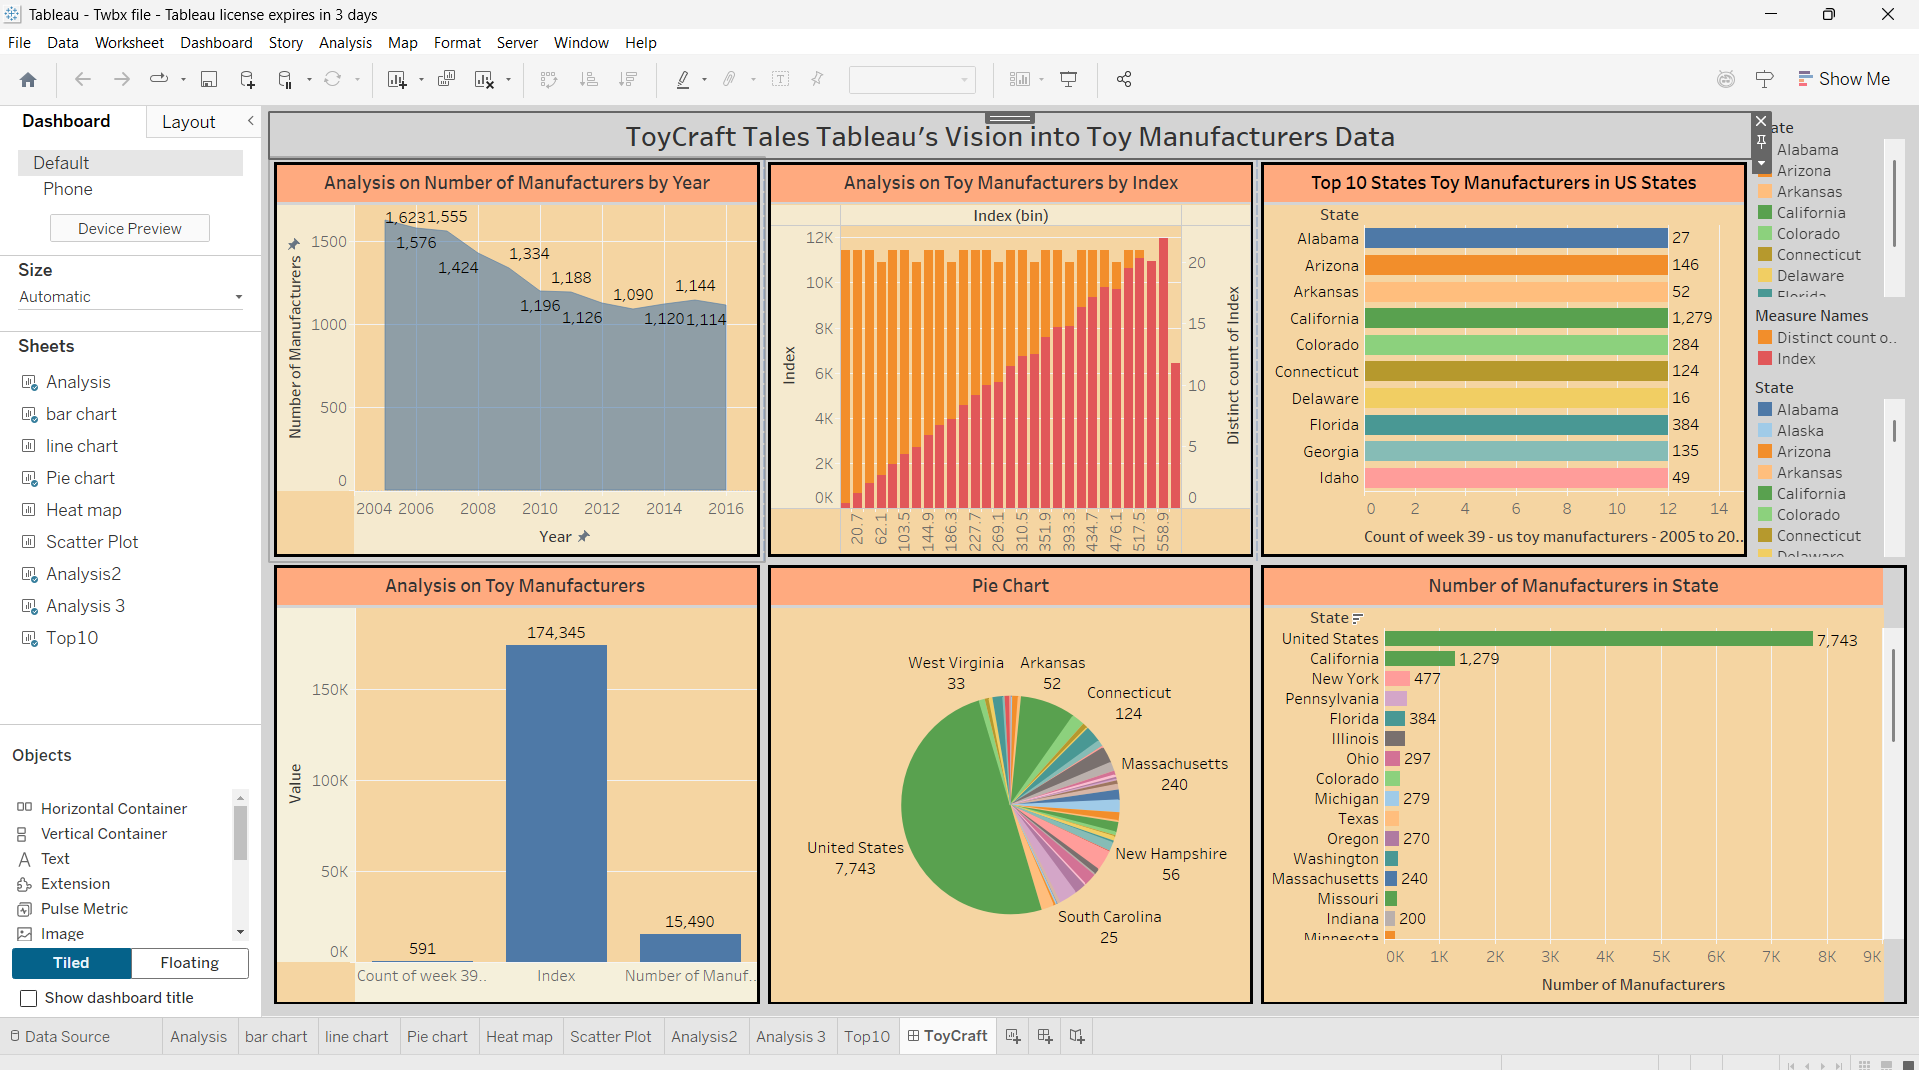 Tableau - Twbx file - Tableau license expires in 3 days
File Data Worksheet Dashboard Story Analysis Map Format Server Window Help
Show Me
Dashboard
Layout
Default
Phone
Device Preview
Size
Automatic
Sheets
Analysis
bar chart
line chart
Pie chart
Heat map
Scatter Plot
Analysis2
Analysis 3
Top10
Objects
Horizontal Container
Vertical Container
Text
Extension
Pulse Metric
Image
Tiled
Floating
Show dashboard title
ToyCraft Tales Tableau's Vision into Toy Manufacturers Data
Analysis on Number of Manufacturers by Year
Number of Manufacturers
1500
1000
500
0
1,623
1,555
1,576
1,424
1,334
1,188
1,196
1,126
1,090
1,144
1,120
1,114
2004 2006 2008 2010 2012 2014 2016
Year
Analysis on Toy Manufacturers by Index
Index (bin)
Index
12K
10K
8K
6K
4K
2K
0K
20
15
10
5
0
Distinct count of Index
20.7 62.1 103.5 144.9 186.3 227.7 269.1 310.5 351.9 393.3 434.7 476.1 517.5 558.9
Top 10 States Toy Manufacturers in US States
State
Alabama 27
Arizona 146
Arkansas 52
California 1,279
Colorado 284
Connecticut 124
Delaware 16
Florida 384
Georgia 135
Idaho 49
0 2 4 6 8 10 12 14
Count of week 39 - us toy manufacturers - 2005 to 20..
ate
Alabama
Arizona
Arkansas
California
Colorado
Connecticut
Delaware
Florida
Measure Names
Distinct count o..
Index
State
Alabama
Alaska
Arizona
Arkansas
California
Colorado
Connecticut
Delaware
Analysis on Toy Manufacturers
Value
150K
100K
50K
0K
591
174,345
15,490
Count of week 39.. Index Number of Manuf..
Pie Chart
West Virginia
33
Arkansas
52
Connecticut
124
Massachusetts
240
New Hampshire
56
South Carolina
25
United States
7,743
Number of Manufacturers in State
State
United States 7,743
California 1,279
New York 477
Pennsylvania
Florida 384
Illinois
Ohio 297
Colorado
Michigan 279
Texas
Oregon 270
Washington
Massachusetts 240
Missouri
Indiana 200
Minnesota
0K 1K 2K 3K 4K 5K 6K 7K 8K 9K
Number of Manufacturers
Data Source Analysis bar chart line chart Pie chart Heat map Scatter Plot Analysis2 Analysis 3 Top10 ToyCraft